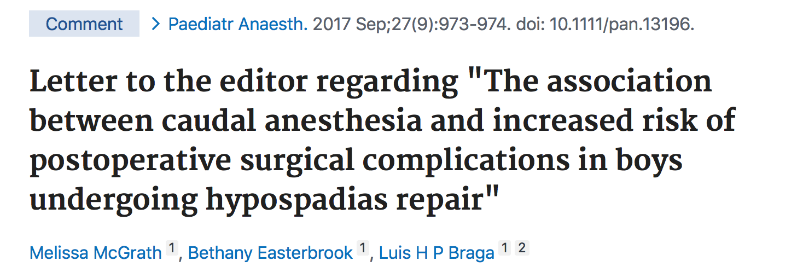 Comment > Paediatr Anaesth. 2017 Sep;27(9):973-974. doi: 10.1111/pan.13196.
Letter to the editor regarding "The association
between caudal anesthesia and increased risk of
postoperative surgical complications in boys
undergoing hypospadias repair"
Melissa McGrath 1, Bethany Easterbrook 1, Luis H P Braga 1 2